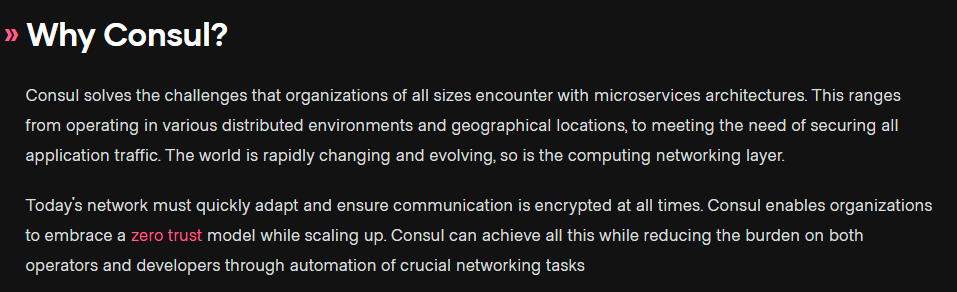 » Why Consul?
Consul solves the challenges that organizations of all sizes encounter with microservices architectures. This ranges
from operating in various distributed environments and geographical locations, to meeting the need of securing all
application traffic. The world is rapidly changing and evolving, so is the computing networking layer.
Today's network must quickly adapt and ensure communication is encrypted at all times. Consul enables organizations
to embrace a zero trust model while scaling up. Consul can achieve all this while reducing the burden on both
operators and developers through automation of crucial networking tasks